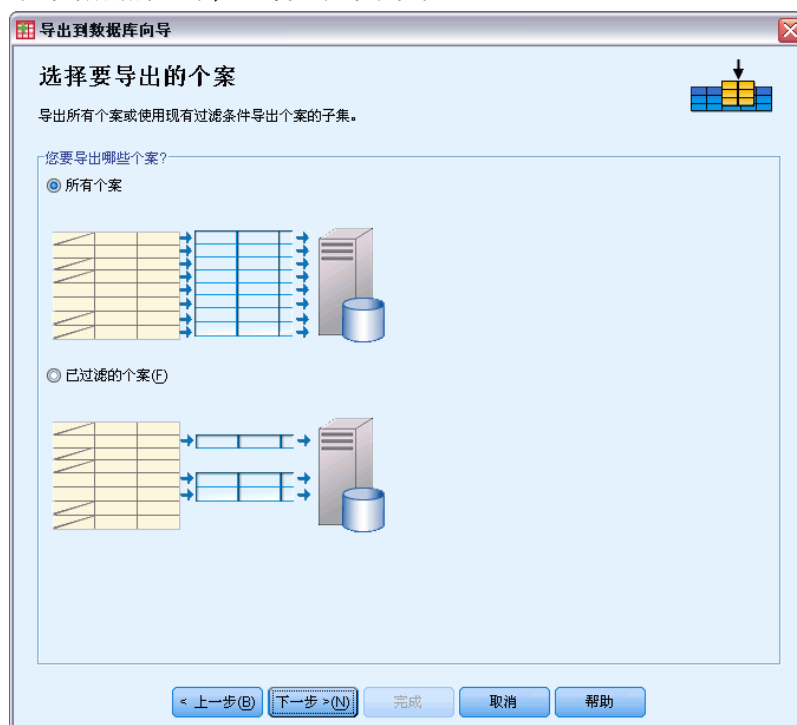 导出到数据库向导
选择要导出的个案
导出所有个案或使用现有过滤条件导出个案的子集。
您要导出哪些个案?
所有个案
已过滤的个案(F)
< 上一步(B) 下一步 >(N) 完成 取消 帮助